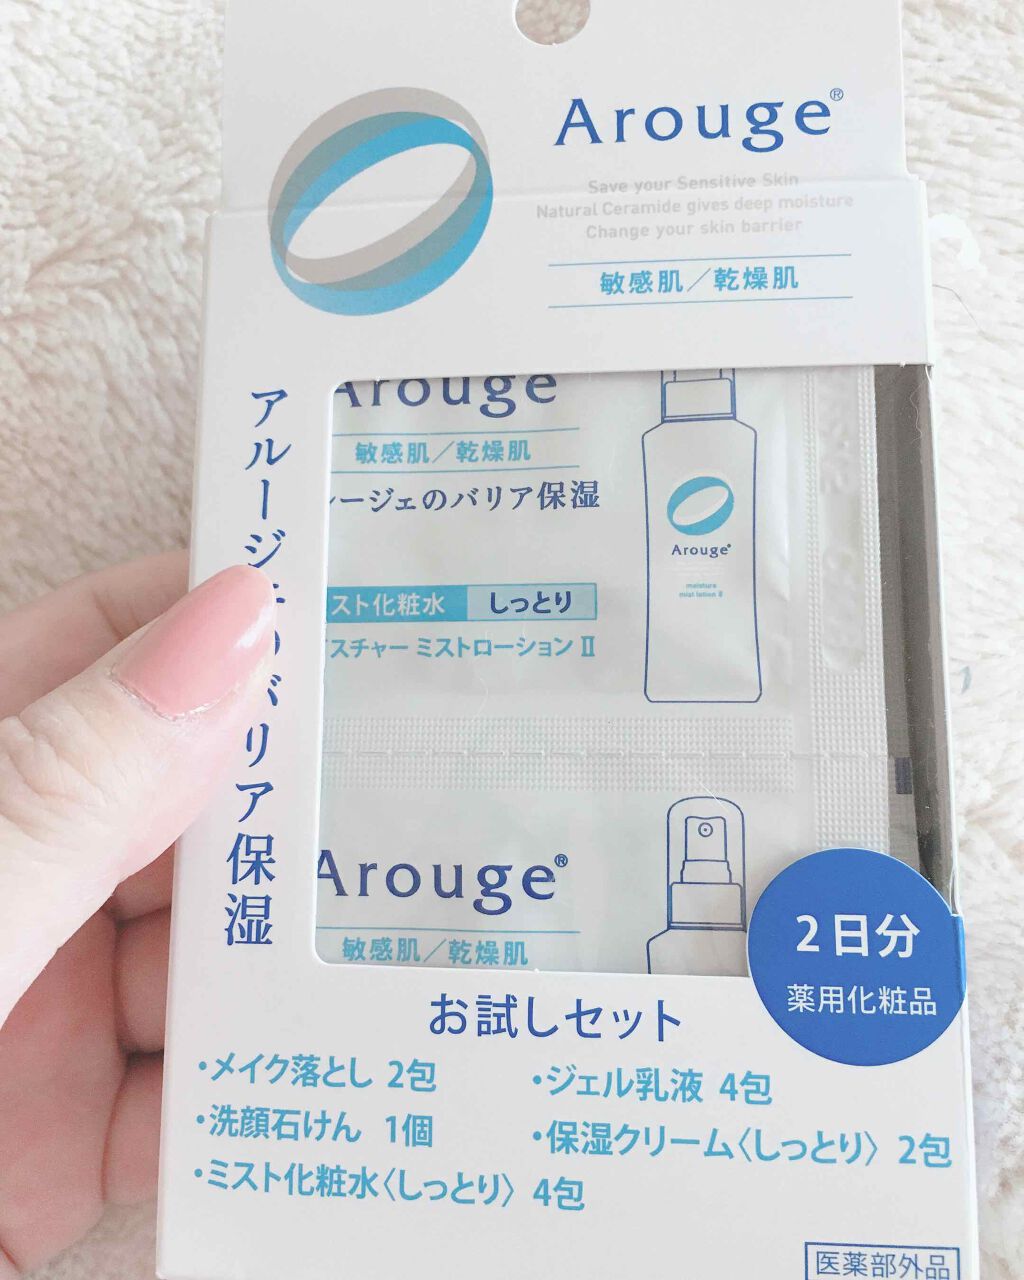 Arouge®
Save your Sensitive Skin
Natural Ceramide gives deep moisture
Change your skin barrier
敏感肌／乾燥肌
アルージェのバリア保湿
Arouge
敏感肌／乾燥肌
ージェのバリア保湿
スト化粧水 しっとり
スチャー ミストローション Ⅱ
Arouge®
moisture
mist lotion Ⅱ
Arouge®
敏感肌／乾燥肌
2日分
薬用化粧品
お試しセット
・メイク落とし 2包
・洗顔石けん 1個
・ミスト化粧水〈しっとり〉 4包
・ジェル乳液 4包
・保湿クリーム〈しっとり〉 2包
医薬部外品